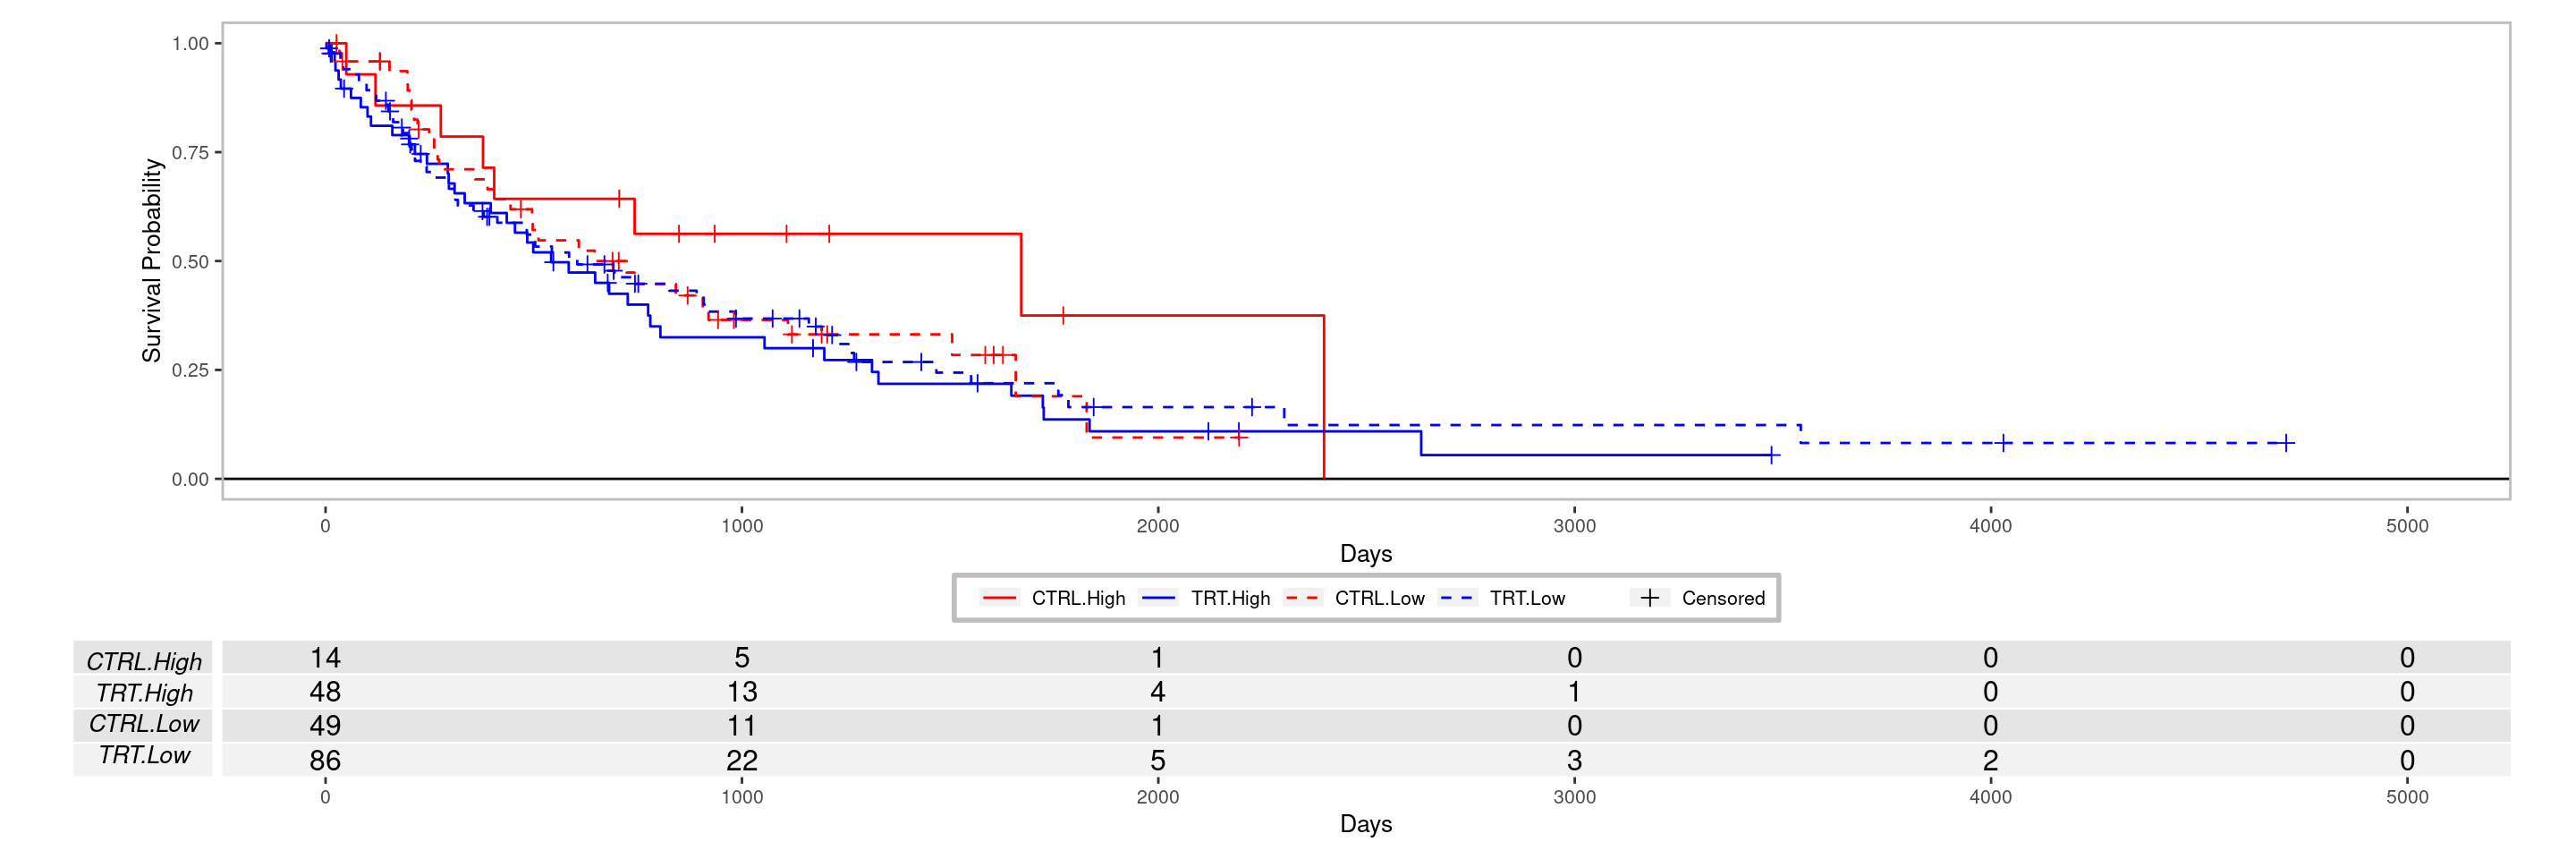 1.00
0.75
0.50
0.25
0.00
Survival Probability
0 1000 2000 3000 4000 5000
Days
CTRL.High TRT.High CTRL.Low TRT.Low Censored
CTRL.High 14 5 1 0 0 0
TRT.High 48 13 4 1 0 0
CTRL.Low 49 11 1 0 0 0
TRT.Low 86 22 5 3 2 0
0 1000 2000 3000 4000 5000
Days